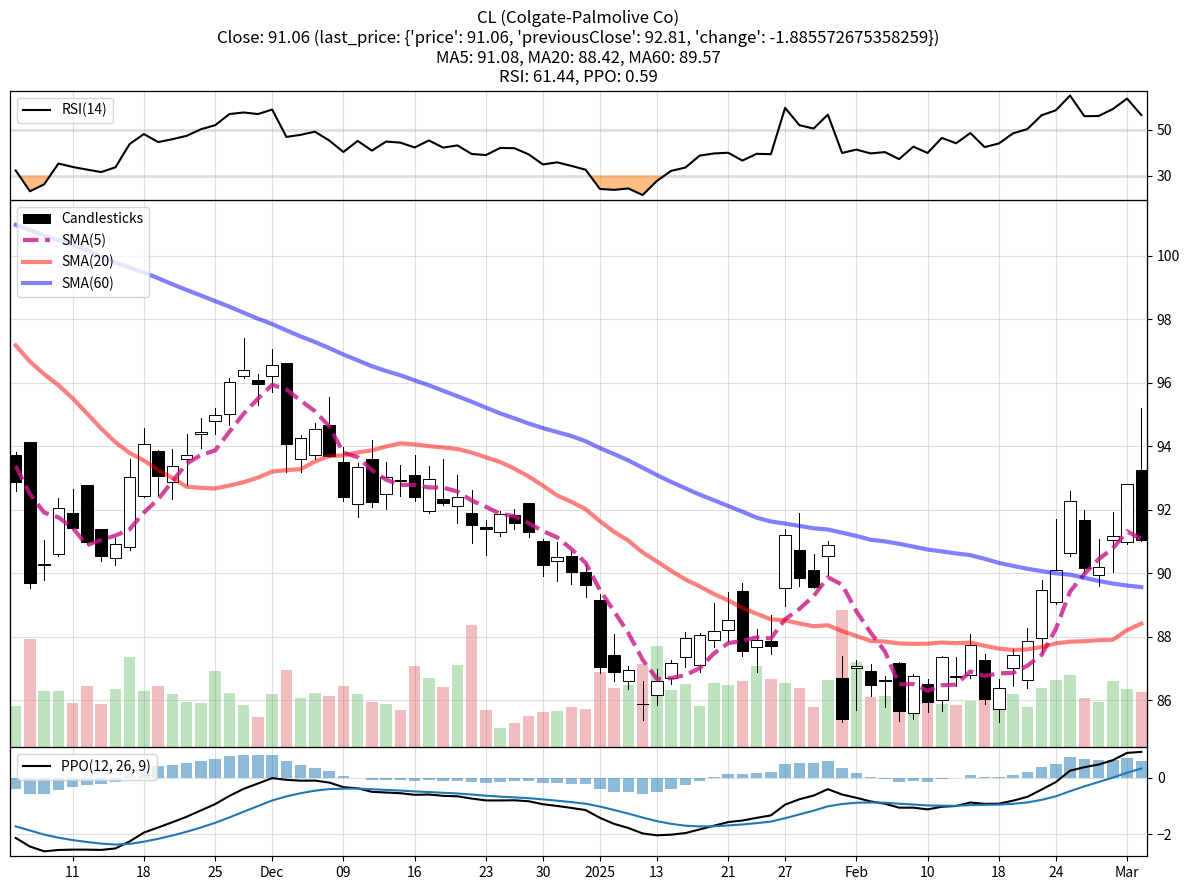 CL (Colgate-Palmolive Co)
Close: 91.06 (last_price: {'price': 91.06, 'previousClose': 92.81, 'change': -1.885572675358259})
MA5: 91.08, MA20: 88.42, MA60: 89.57
RSI: 61.44, PPO: 0.59
RSI(14)
50
30
Candlesticks
SMA(5)
SMA(20)
SMA(60)
100
98
96
94
92
90
88
86
PPO(12, 26, 9)
0
−2
11 18 25 Dec 09 16 23 30 2025 13 21 27 Feb 10 18 24 Mar